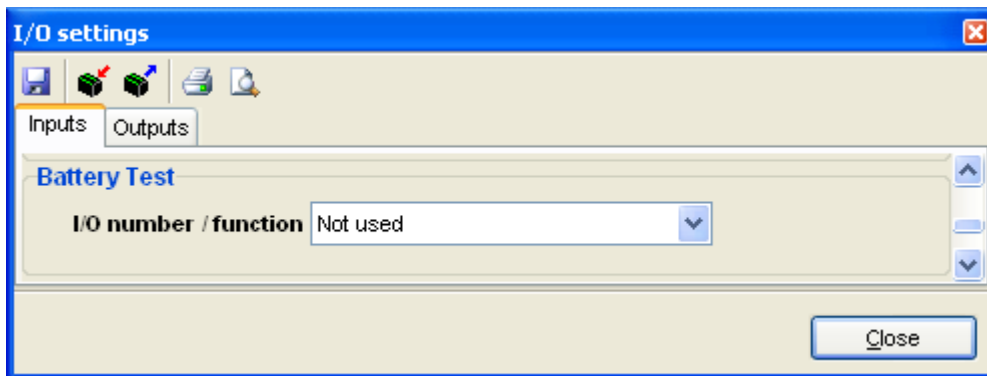 I/O settings
Inputs Outputs
Battery Test
I/O number / function Not used
Close